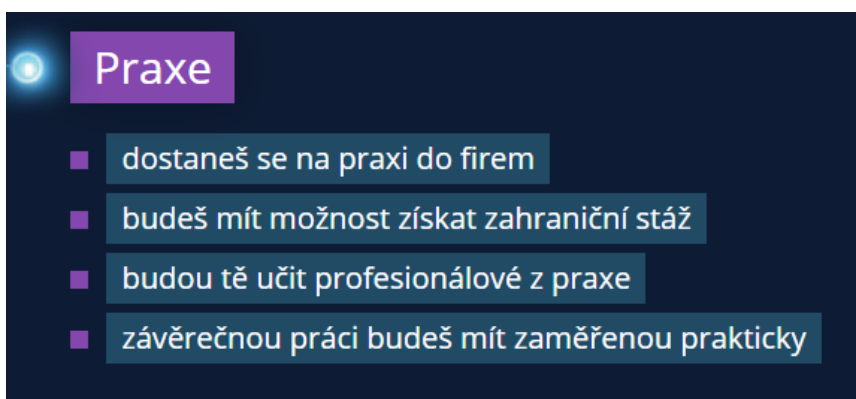 Praxe
dostaneš se na praxi do firem
budeš mít možnost získat zahraniční stáž
budou tě učit profesionálové z praxe
závěrečnou práci budeš mít zaměřenou prakticky